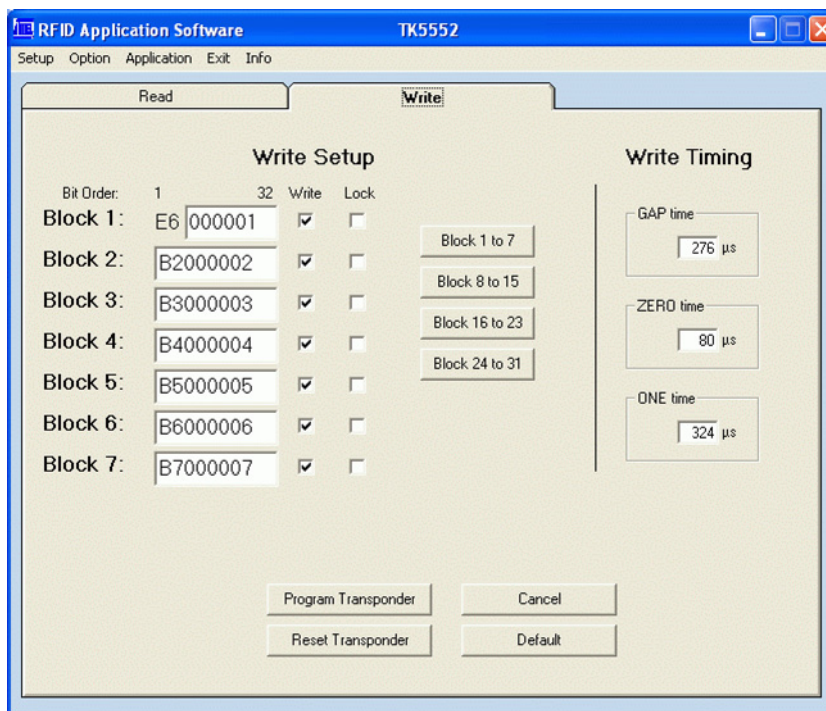 RFID Application Software TK5552
Setup Option Application Exit Info
Read Write
Write Setup
Write Timing
Bit Order: 1 32 Write Lock
Block 1: E6 000001
Block 2: B2000002
Block 3: B3000003
Block 4: B4000004
Block 5: B5000005
Block 6: B6000006
Block 7: B7000007
Block 1 to 7
Block 8 to 15
Block 16 to 23
Block 24 to 31
GAP time
276 µs
ZERO time
80 µs
ONE time
324 µs
Program Transponder Cancel
Reset Transponder Default